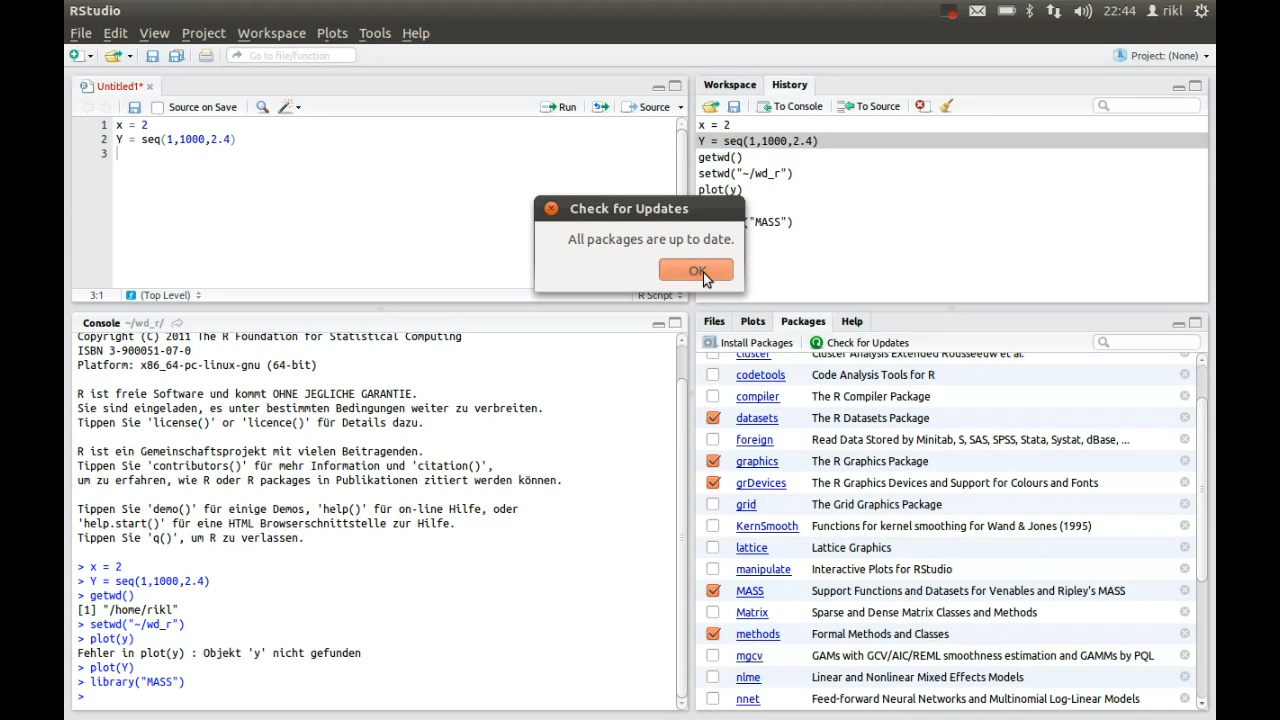 RStudio
22:44 rikl
File Edit View Project Workspace Plots Tools Help
Go to file/function
Project: (None)
Untitled1*
Source on Save
Run
Source
1 x = 2
2 Y = seq(1,1000,2.4)
3
3:1 (Top Level)
R Script
Workspace History
To Console To Source
x = 2
Y = seq(1,1000,2.4)
getwd()
setwd("~/wd_r")
plot(y)
"MASS")
Check for Updates
All packages are up to date.
OK
Console ~/wd_r/
Copyright (C) 2011 The R Foundation for Statistical Computing
ISBN 3-900051-07-0
Platform: x86_64-pc-linux-gnu (64-bit)
R ist freie Software und kommt OHNE JEGLICHE GARANTIE.
Sie sind eingeladen, es unter bestimmten Bedingungen weiter zu verbreiten.
Tippen Sie 'license()' or 'licence()' für Details dazu.
R ist ein Gemeinschaftsprojekt mit vielen Beitragenden.
Tippen Sie 'contributors()' für mehr Information und 'citation()',
um zu erfahren, wie R oder R packages in Publikationen zitiert werden können.
Tippen Sie 'demo()' für einige Demos, 'help()' für on-line Hilfe, oder
'help.start()' für eine HTML Browserschnittstelle zur Hilfe.
Tippen Sie 'q()', um R zu verlassen.
> x = 2
> Y = seq(1,1000,2.4)
> getwd()
[1] "/home/rikl"
> setwd("~/wd_r")
> plot(y)
Fehler in plot(y) : Objekt 'y' nicht gefunden
> plot(Y)
> library("MASS")
>
Files Plots Packages Help
Install Packages Check for Updates
cluster Cluster Analysis Extended Rousseeuw et al.
codetools Code Analysis Tools for R
compiler The R Compiler Package
datasets The R Datasets Package
foreign Read Data Stored by Minitab, S, SAS, SPSS, Stata, Systat, dBase, ...
graphics The R Graphics Package
grDevices The R Graphics Devices and Support for Colours and Fonts
grid The Grid Graphics Package
KernSmooth Functions for kernel smoothing for Wand & Jones (1995)
lattice Lattice Graphics
manipulate Interactive Plots for RStudio
MASS Support Functions and Datasets for Venables and Ripley's MASS
Matrix Sparse and Dense Matrix Classes and Methods
methods Formal Methods and Classes
mgcv GAMs with GCV/AIC/REML smoothness estimation and GAMMs by PQL
nlme Linear and Nonlinear Mixed Effects Models
nnet Feed-forward Neural Networks and Multinomial Log-Linear Models